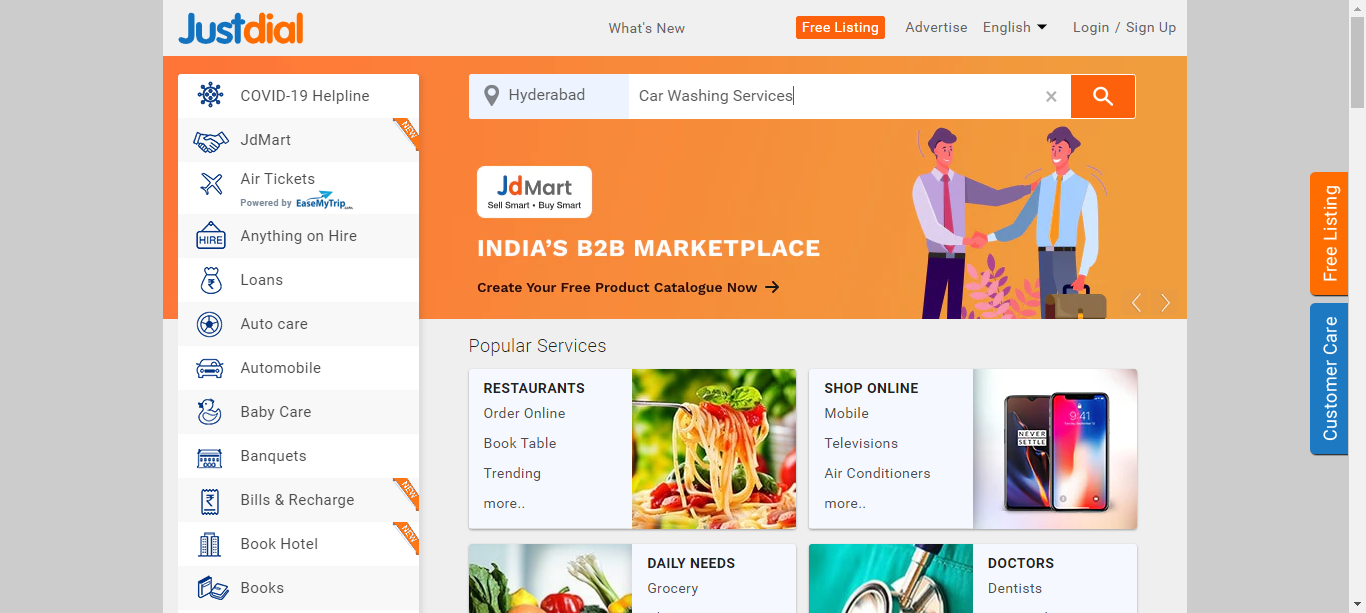 Justdial
What's New
Free Listing
Advertise
English
Login / Sign Up
Hyderabad
Car Washing Services
COVID-19 Helpline
JdMart
NEW
Air Tickets
Powered by EaseMyTrip
HIRE
Anything on Hire
Loans
Auto care
Automobile
Baby Care
Banquets
Bills & Recharge
NEW
Book Hotel
NEW
Books
JdMart
Sell Smart • Buy Smart
INDIA'S B2B MARKETPLACE
Create Your Free Product Catalogue Now
Popular Services
RESTAURANTS
Order Online
Book Table
Trending
more..
SHOP ONLINE
Mobile
Televisions
Air Conditioners
more..
NEVER
SETTLE
9:41
DAILY NEEDS
Grocery
DOCTORS
Dentists
Free Listing
Customer Care